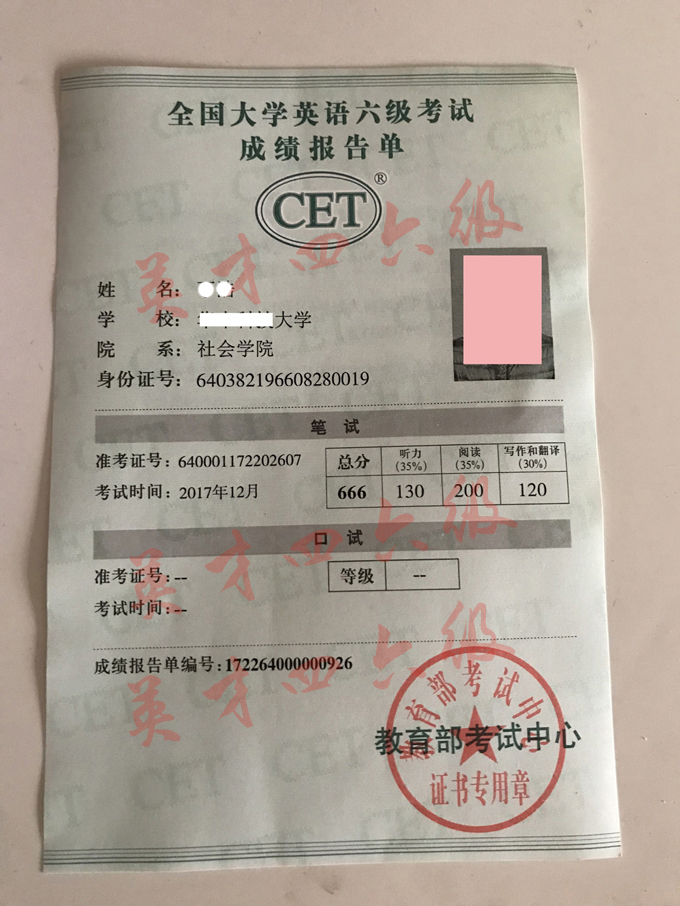 全国大学英语六级考试
成绩报告单
CET®
英才四六级
姓 名：
学 校： 大学
院 系：社会学院
身份证号：640382196608280019
笔试
准考证号：640001172202607
考试时间：2017年12月
总分 听力(35%) 阅读(35%) 写作和翻译(30%)
666 130 200 120
英才四六级
口试
准考证号：--
考试时间：--
等级 --
英才四六级
成绩报告单编号：172264000000926
教育部考试中心
教育部考试中心
证书专用章